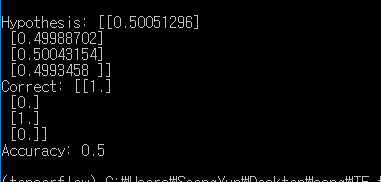 Hypothesis: [[0.50051296]
 [0.49988702]
 [0.50043154]
 [0.4993458 ]]
Correct: [[1.]
 [0.]
 [1.]
 [0.]]
Accuracy: 0.5